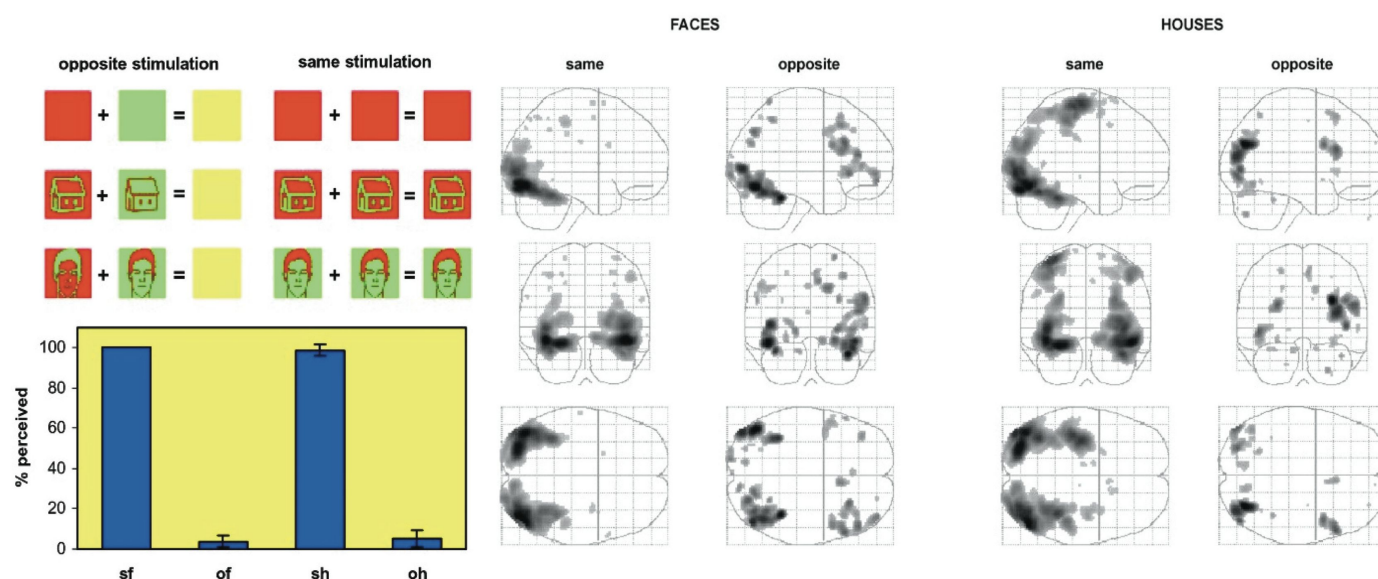 FACES
HOUSES
opposite stimulation
same stimulation
same
opposite
same
opposite
+ =
+ =
+ =
+ =
+ =
+ =
% perceived
100
80
60
40
20
0
sf
of
sh
oh